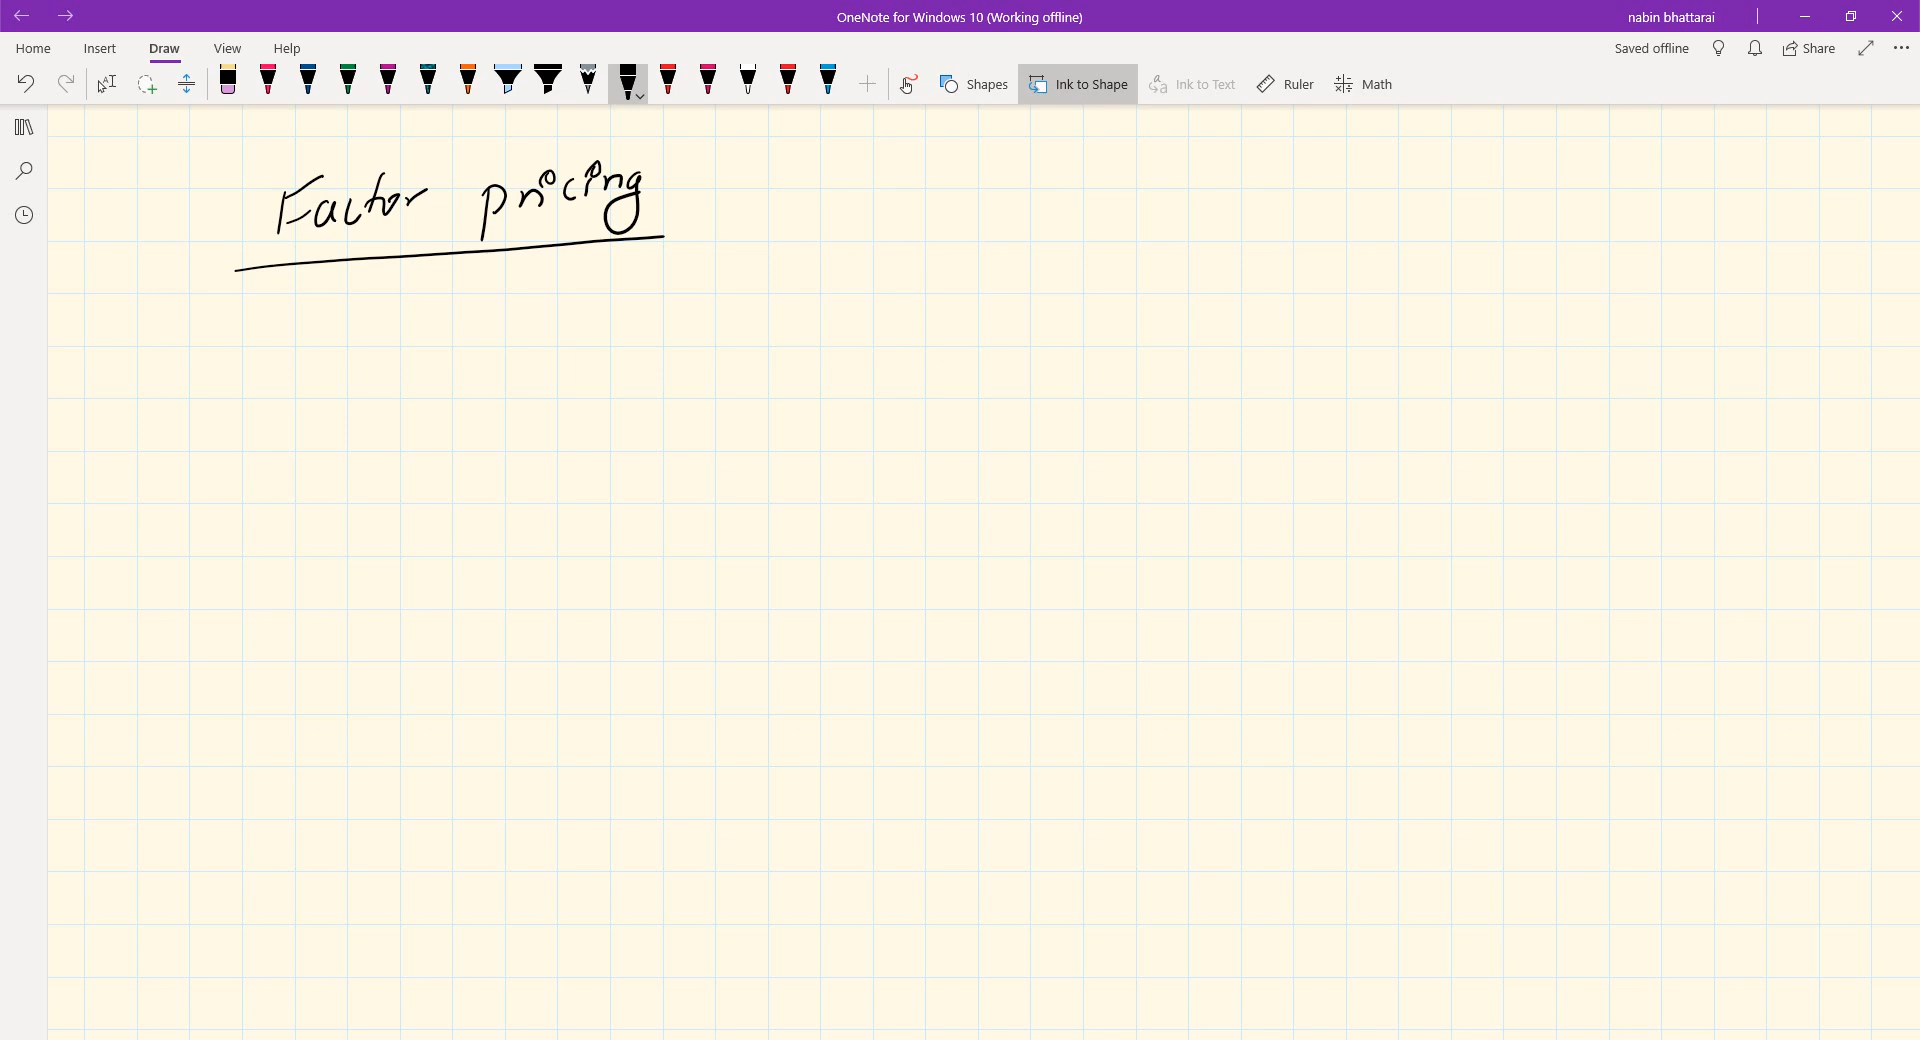 OneNote for Windows 10 (Working offline)
nabin bhattarai
Home Insert Draw View Help
Saved offline Share
Shapes Ink to Shape Ink to Text Ruler Math
Factor pricing